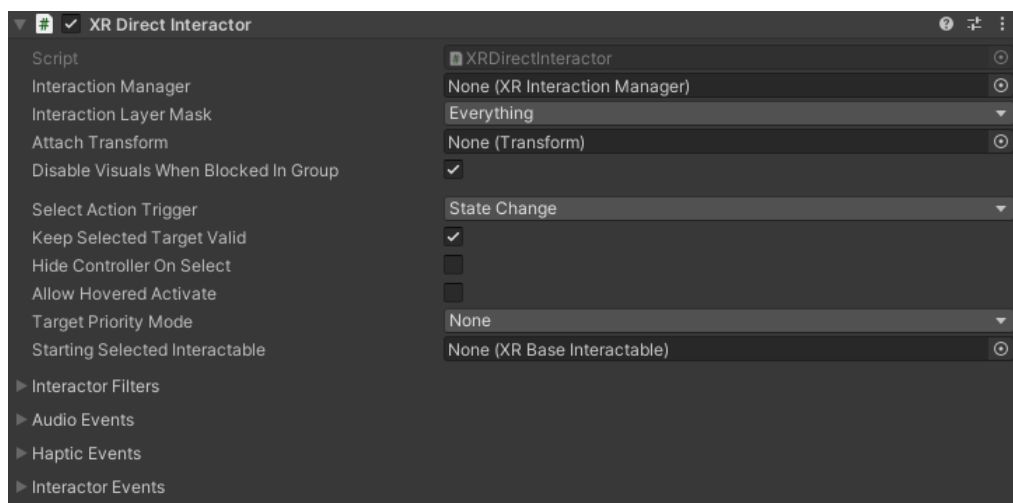 XR Direct Interactor
Script XRDirectInteractor
Interaction Manager None (XR Interaction Manager)
Interaction Layer Mask Everything
Attach Transform None (Transform)
Disable Visuals When Blocked In Group
Select Action Trigger State Change
Keep Selected Target Valid
Hide Controller On Select
Allow Hovered Activate
Target Priority Mode None
Starting Selected Interactable None (XR Base Interactable)
Interactor Filters
Audio Events
Haptic Events
Interactor Events